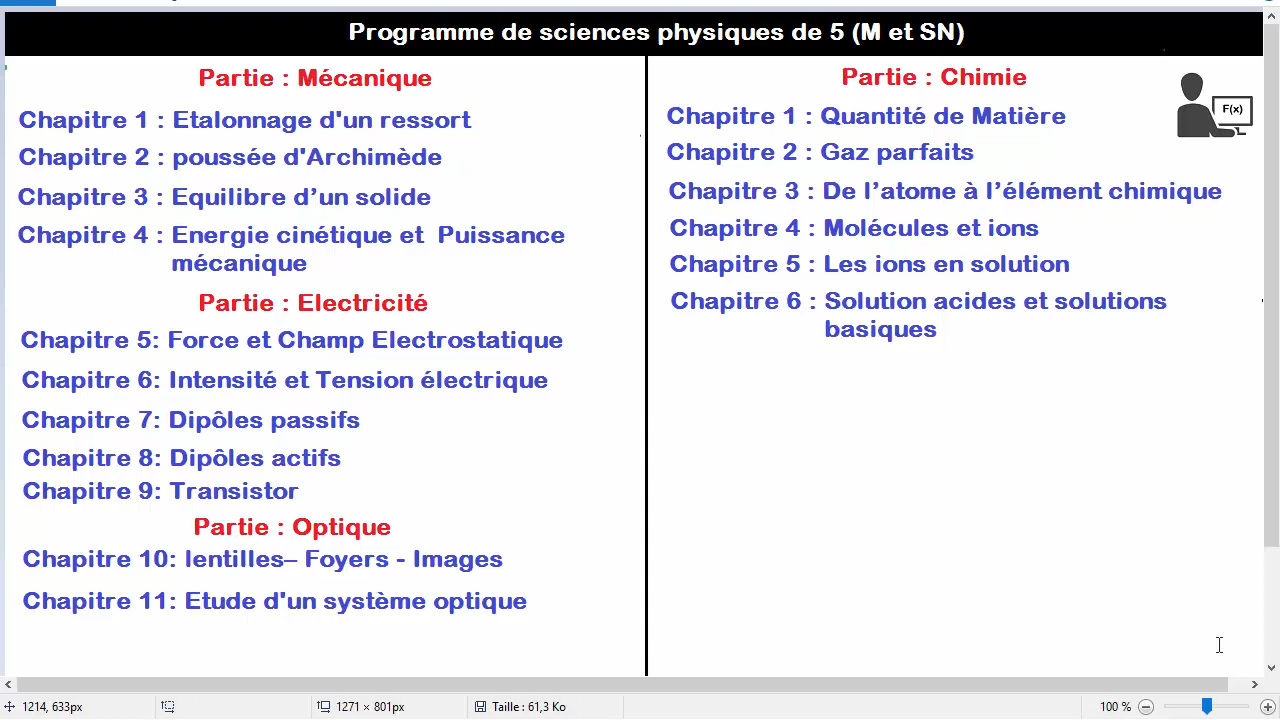 Programme de sciences physiques de 5 (M et SN)
Partie : Mécanique
Chapitre 1 : Etalonnage d'un ressort
Chapitre 2 : poussée d'Archimède
Chapitre 3 : Equilibre d’un solide
Chapitre 4 : Energie cinétique et Puissance
mécanique
Partie : Electricité
Chapitre 5: Force et Champ Electrostatique
Chapitre 6: Intensité et Tension électrique
Chapitre 7: Dipôles passifs
Chapitre 8: Dipôles actifs
Chapitre 9: Transistor
Partie : Optique
Chapitre 10: lentilles– Foyers - Images
Chapitre 11: Etude d'un système optique
Partie : Chimie
F(x)
Chapitre 1 : Quantité de Matière
Chapitre 2 : Gaz parfaits
Chapitre 3 : De l’atome à l’élément chimique
Chapitre 4 : Molécules et ions
Chapitre 5 : Les ions en solution
Chapitre 6 : Solution acides et solutions
basiques
1214, 633px
1271 × 801px
Taille : 61,3 Ko
100 %